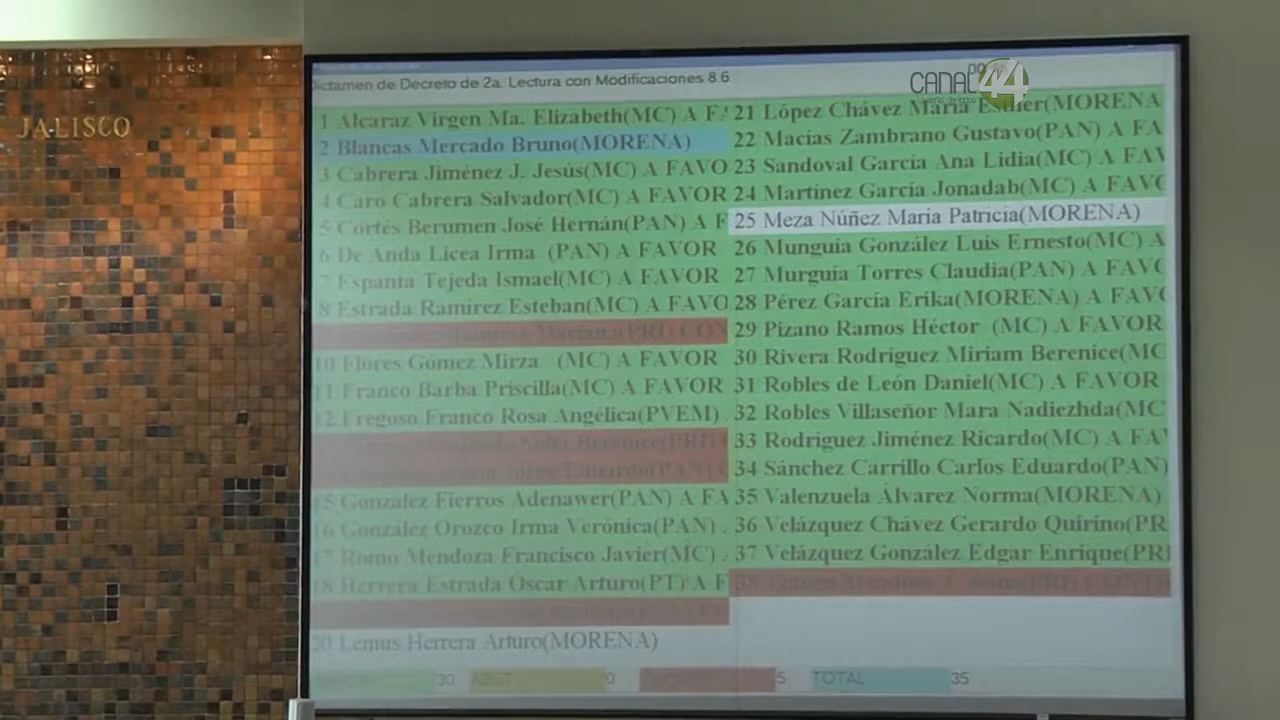 JALISCO
CANAL 44
Dictamen de Decreto de 2a. Lectura con Modificaciones 8.6
1 Alcaraz Virgen Ma. Elizabeth(MC) A FA
2 Blancas Mercado Bruno(MORENA)
3 Cabrera Jiménez J. Jesús(MC) A FAVO
4 Caro Cabrera Salvador(MC) A FAVOR
5 Cortés Berumen José Hernán(PAN) A F
6 De Anda Licea Irma (PAN) A FAVOR
7 Espanta Tejeda Ismael(MC) A FAVOR
8 Estrada Ramírez Esteban(MC) A FAVO
10 Flores Gómez Mirza (MC) A FAVOR
11 Franco Barba Priscilla(MC) A FAVOR
12 Fregoso Franco Rosa Angélica(PVEM)
15 González Fierros Adenawer(PAN) A FA
16 González Orozco Irma Verónica(PAN)
17 Romo Mendoza Francisco Javier(MC)
18 Herrera Estrada Oscar Arturo(PT) A F
20 Lemus Herrera Arturo(MORENA)
21 López Chávez María Esther(MORENA
22 Macías Zambrano Gustavo(PAN) A FA
23 Sandoval García Ana Lidia(MC) A FAV
24 Martínez García Jonadab(MC) A FAVO
25 Meza Núñez María Patricia(MORENA)
26 Munguía González Luis Ernesto(MC) A
27 Murguía Torres Claudia(PAN) A FAVO
28 Pérez García Erika(MORENA) A FAVO
29 Pizano Ramos Héctor (MC) A FAVOR
30 Rivera Rodríguez Miriam Berenice(MC
31 Robles de León Daniel(MC) A FAVOR
32 Robles Villaseñor Mara Nadiezhda(MC
33 Rodríguez Jiménez Ricardo(MC) A FAV
34 Sánchez Carrillo Carlos Eduardo(PAN)
35 Valenzuela Álvarez Norma(MORENA)
36 Velázquez Chávez Gerardo Quirino(PR
37 Velázquez González Edgar Enrique(PRI
30 ABST 0 5 TOTAL 35